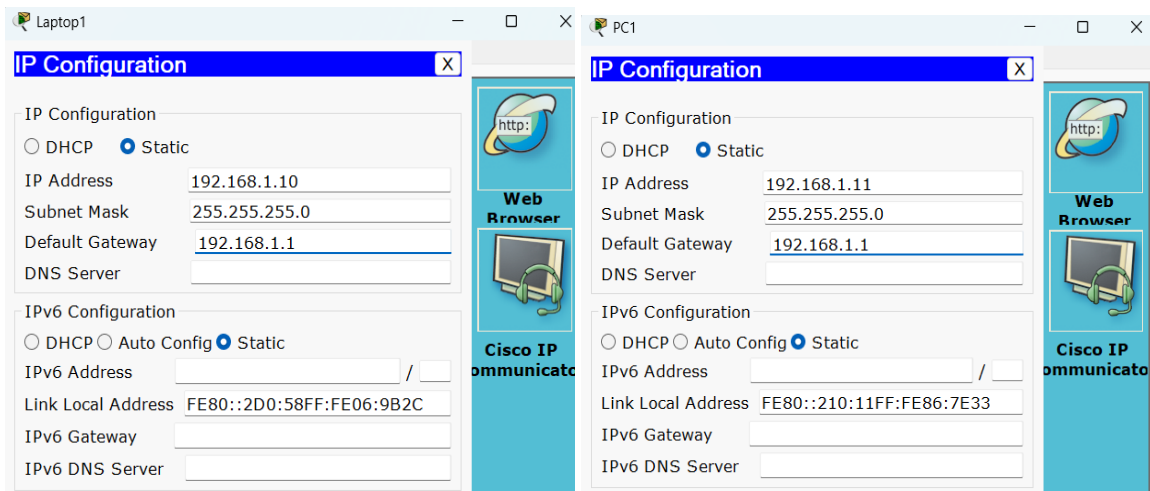 Laptop1
IP Configuration
X
IP Configuration
DHCP Static
IP Address 192.168.1.10
Subnet Mask 255.255.255.0
Default Gateway 192.168.1.1
DNS Server
IPv6 Configuration
DHCP Auto Config Static
IPv6 Address /
Link Local Address FE80::2D0:58FF:FE06:9B2C
IPv6 Gateway
IPv6 DNS Server
http:
Web
Browser
Cisco IP
ommunicato
PC1
IP Configuration
X
IP Configuration
DHCP Static
IP Address 192.168.1.11
Subnet Mask 255.255.255.0
Default Gateway 192.168.1.1
DNS Server
IPv6 Configuration
DHCP Auto Config Static
IPv6 Address /
Link Local Address FE80::210:11FF:FE86:7E33
IPv6 Gateway
IPv6 DNS Server
http:
Web
Browser
Cisco IP
ommunicato